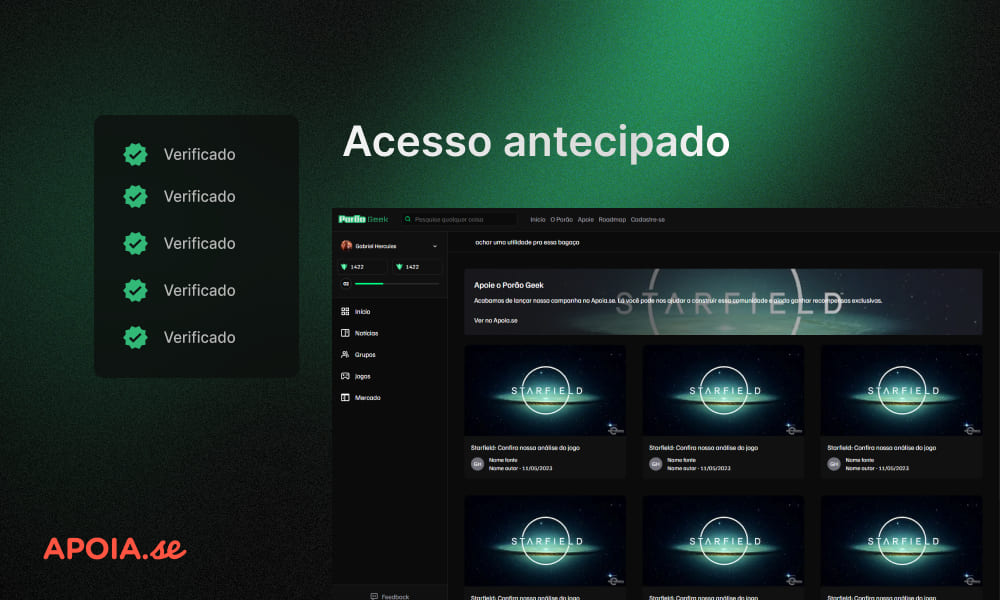 Acesso antecipado
Verificado
Verificado
Verificado
Verificado
Verificado
APOIA.se
Porão Geek
Pesquise qualquer coisa
Início O Porão Apoie Roadmap Cadastre-se
Gabriel Hercules
1422 1422
02
Início
Notícias
Grupos
Jogos
Mercado
Feedback
achar uma utilidade pra essa bagaça
Apoie o Porão Geek
Acabamos de lançar nossa campanha no Apoia.se. Lá você pode nos ajudar a construir essa comunidade e ainda ganhar recompensas exclusivas.
Ver no Apoia.se
STARFIELD
STARFIELD
Starfield: Confira nossa análise do jogo
GH
Nome fonte
Nome autor · 11/05/2023
STARFIELD
Starfield: Confira nossa análise do jogo
GH
Nome fonte
Nome autor · 11/05/2023
STARFIELD
Starfield: Confira nossa análise do jogo
GH
Nome fonte
Nome autor · 11/05/2023
STARFIELD
Starfield: Confira nossa análise do jogo
STARFIELD
Starfield: Confira nossa análise do jogo
STARFIELD
Starfield: Confira nossa análise do jogo